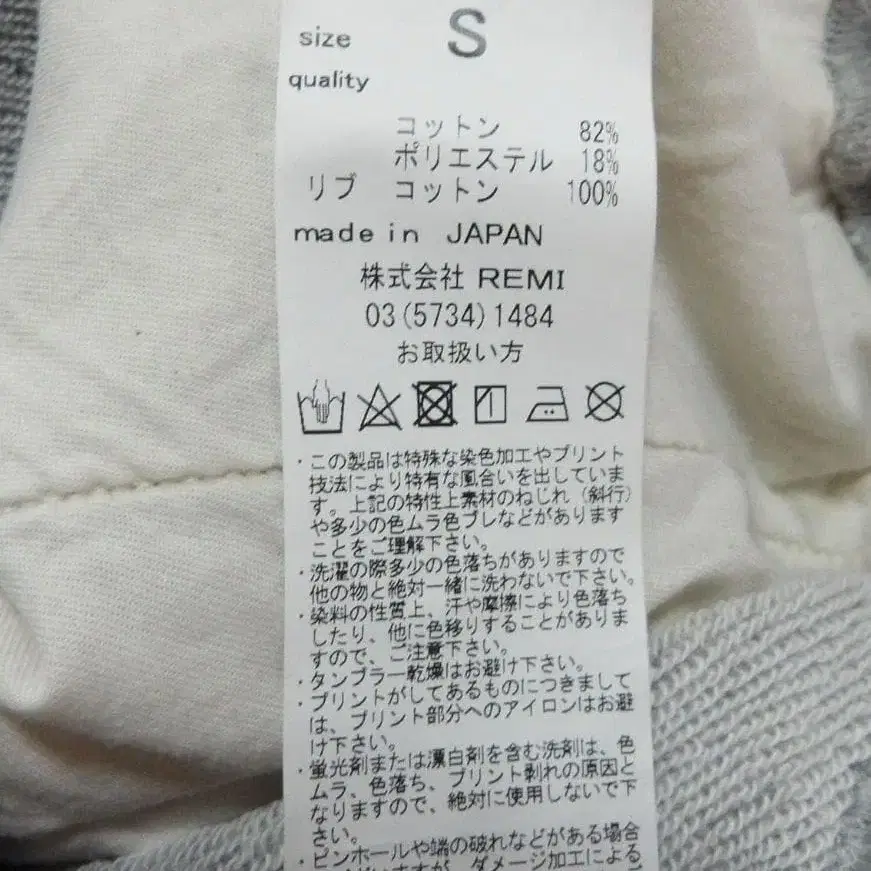 size S
quality
コットン 82%
ポリエステル 18%
リブ コットン 100%
made in JAPAN
株式会社 REMI
03(5734)1484
お取扱い方
・この製品は特殊な染色加工やプリント
技法により特有な風合いを出していま
す。上記の特性上素材のねじれ(斜行)
や多少の色ムラ色ブレなどがあります
ことをご理解下さい。
・洗濯の際多少の色落ちがありますので
他の物と絶対一緒に洗わないで下さい。
・染料の性質上、汗や摩擦により色落ち
したり、他に色移りすることがありま
すので、ご注意下さい。
・タンブラー乾燥はお避け下さい。
・プリントがしてあるものにつきまして
は、プリント部分へのアイロンはお避
け下さい。
・蛍光剤または漂白剤を含む洗剤は、色
ムラ、色落ち、プリント剥れの原因と
なりますので、絶対に使用しないで下
さい。
・ピンホールや端の破れなどがある場合
がございますが、ダメージ加工による